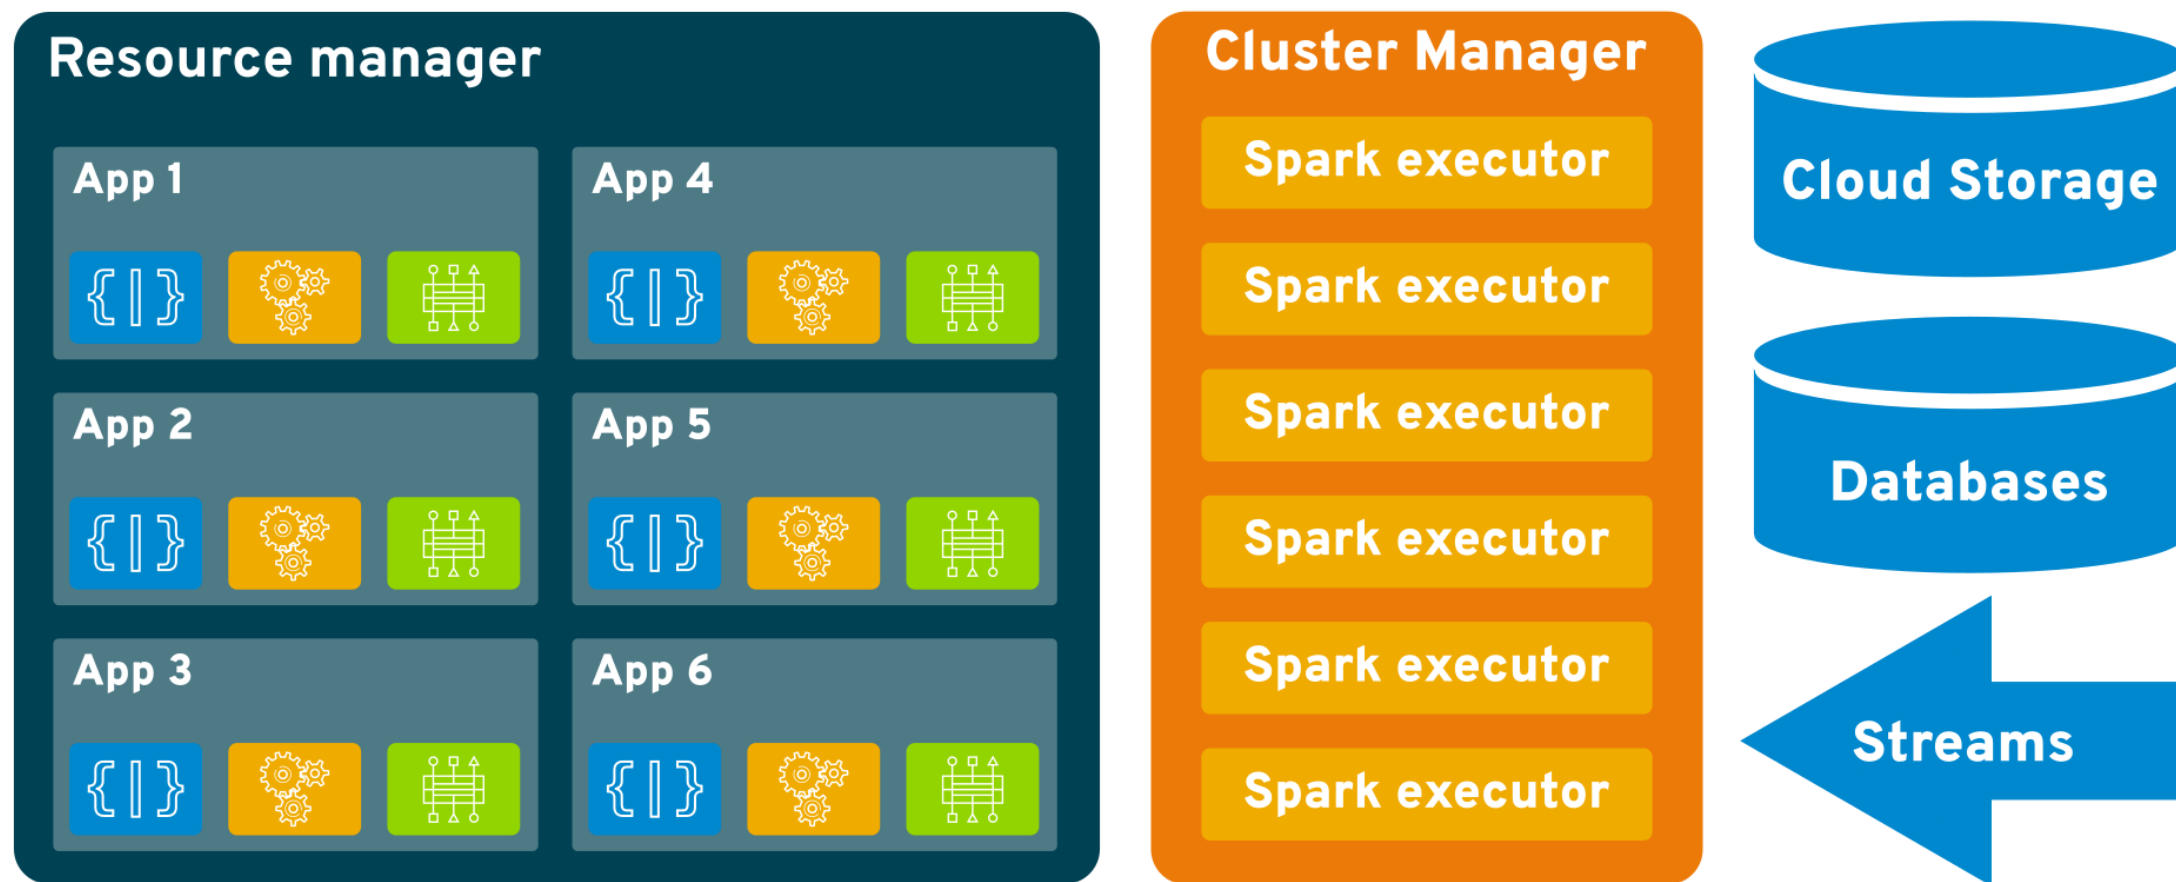 Resource manager
App 1
App 4
{|}
{|}
App 2
App 5
{|}
{|}
App 3
App 6
{|}
{|}
Cluster Manager
Spark executor
Spark executor
Spark executor
Spark executor
Spark executor
Spark executor
Cloud Storage
Databases
Streams